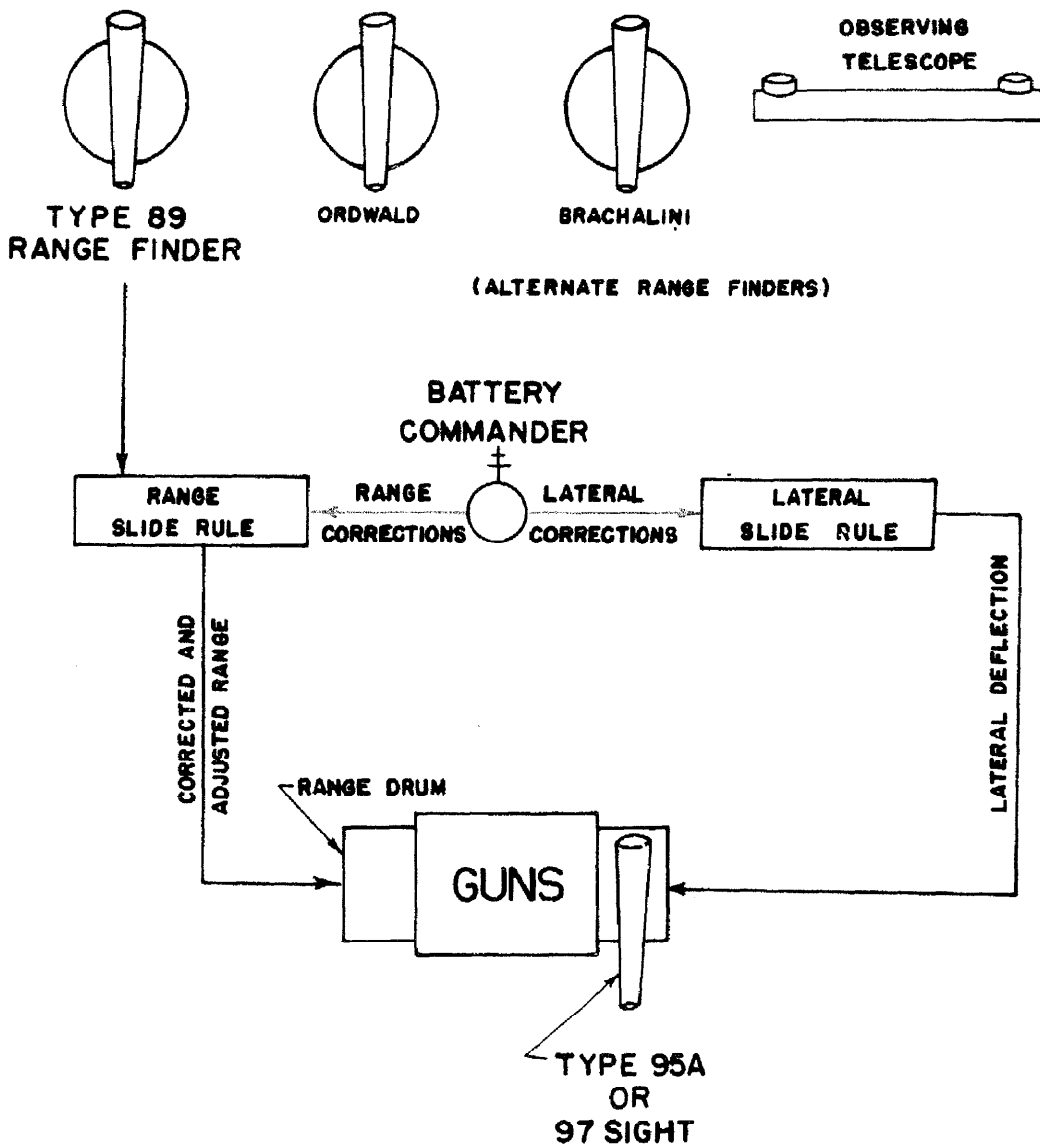 OBSERVING
TELESCOPE
TYPE 89
RANGE FINDER
ORDWALD
BRACHALINI
(ALTERNATE RANGE FINDERS)
BATTERY
COMMANDER
RANGE
SLIDE RULE
RANGE
CORRECTIONS
LATERAL
CORRECTIONS
LATERAL
SLIDE RULE
CORRECTED AND
ADJUSTED RANGE
LATERAL DEFLECTION
RANGE DRUM
GUNS
TYPE 95A
OR
97 SIGHT